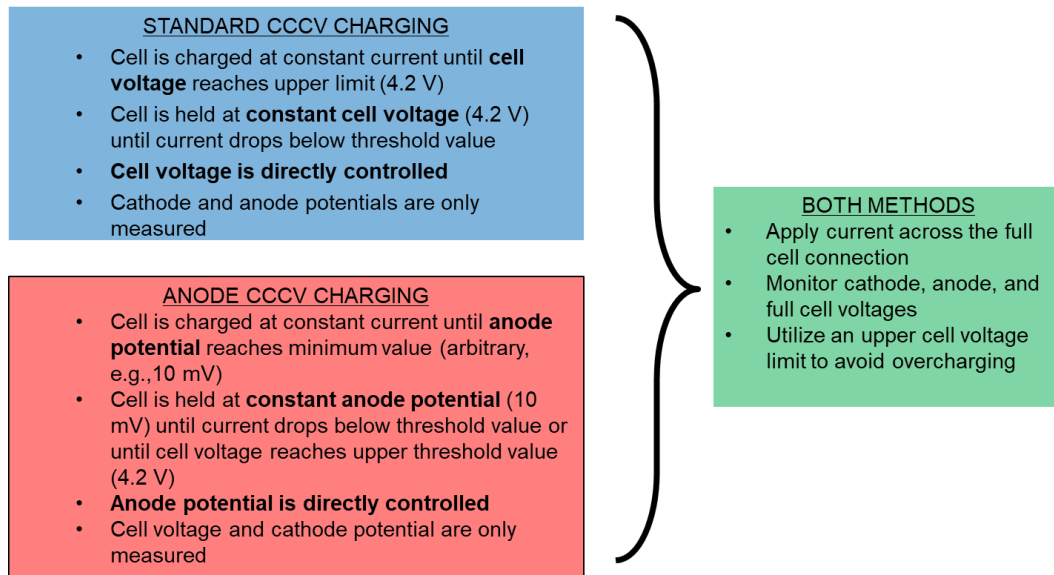 STANDARD CCCV CHARGING
• Cell is charged at constant current until cell
voltage reaches upper limit (4.2 V)
• Cell is held at constant cell voltage (4.2 V)
until current drops below threshold value
• Cell voltage is directly controlled
• Cathode and anode potentials are only
measured
ANODE CCCV CHARGING
• Cell is charged at constant current until anode
potential reaches minimum value (arbitrary,
e.g.,10 mV)
• Cell is held at constant anode potential (10
mV) until current drops below threshold value or
until cell voltage reaches upper threshold value
(4.2 V)
• Anode potential is directly controlled
• Cell voltage and cathode potential are only
measured
BOTH METHODS
• Apply current across the full
cell connection
• Monitor cathode, anode, and
full cell voltages
• Utilize an upper cell voltage
limit to avoid overcharging